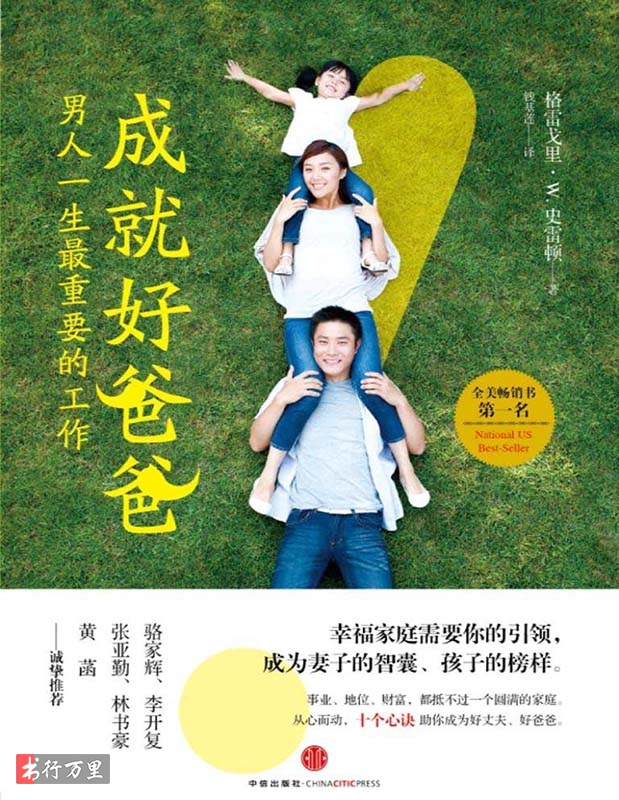 成就好爸爸
男人一生最重要的工作
格雷戈里·W·史雷顿——著
钱基莲——译
全美畅销书
第一名
National US
Best-Seller
骆家辉、李开复
张亚勤、林书豪
黄菡
——诚挚推荐
幸福家庭需要你的引领，
成为妻子的智囊、孩子的榜样。
事业、地位、财富，都抵不过一个圆满的家庭。
从心而动，十个心诀 助你成为好丈夫、好爸爸。
中信出版社·CHINACITICPRESS
书行万里